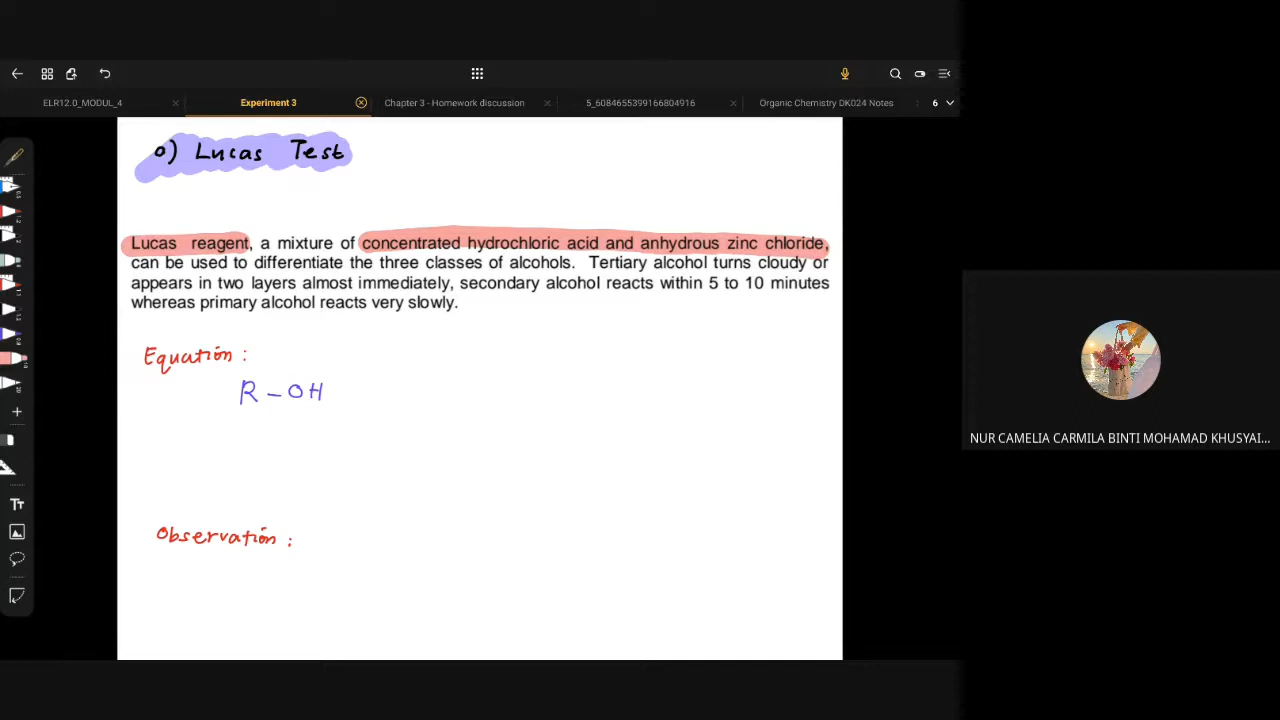 ELR12.0_MODUL_4
Experiment 3
Chapter 3 - Homework discussion
5_6084655399166804916
Organic Chemistry DK024 Notes
6
o) Lucas Test
Lucas reagent, a mixture of concentrated hydrochloric acid and anhydrous zinc chloride,
can be used to differentiate the three classes of alcohols. Tertiary alcohol turns cloudy or
appears in two layers almost immediately, secondary alcohol reacts within 5 to 10 minutes
whereas primary alcohol reacts very slowly.
Equation :
R - OH
Observation :
Tт
NUR CAMELIA CARMILA BINTI MOHAMAD KHUSYAI...